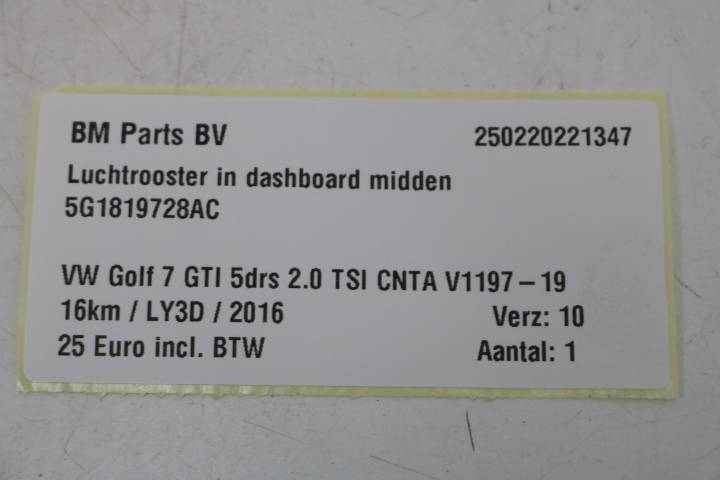 BM Parts BV 250220221347
Luchtrooster in dashboard midden
5G1819728AC
VW Golf 7 GTI 5drs 2.0 TSI CNTA V1197 – 19
16km / LY3D / 2016 Verz: 10
25 Euro incl. BTW Aantal: 1